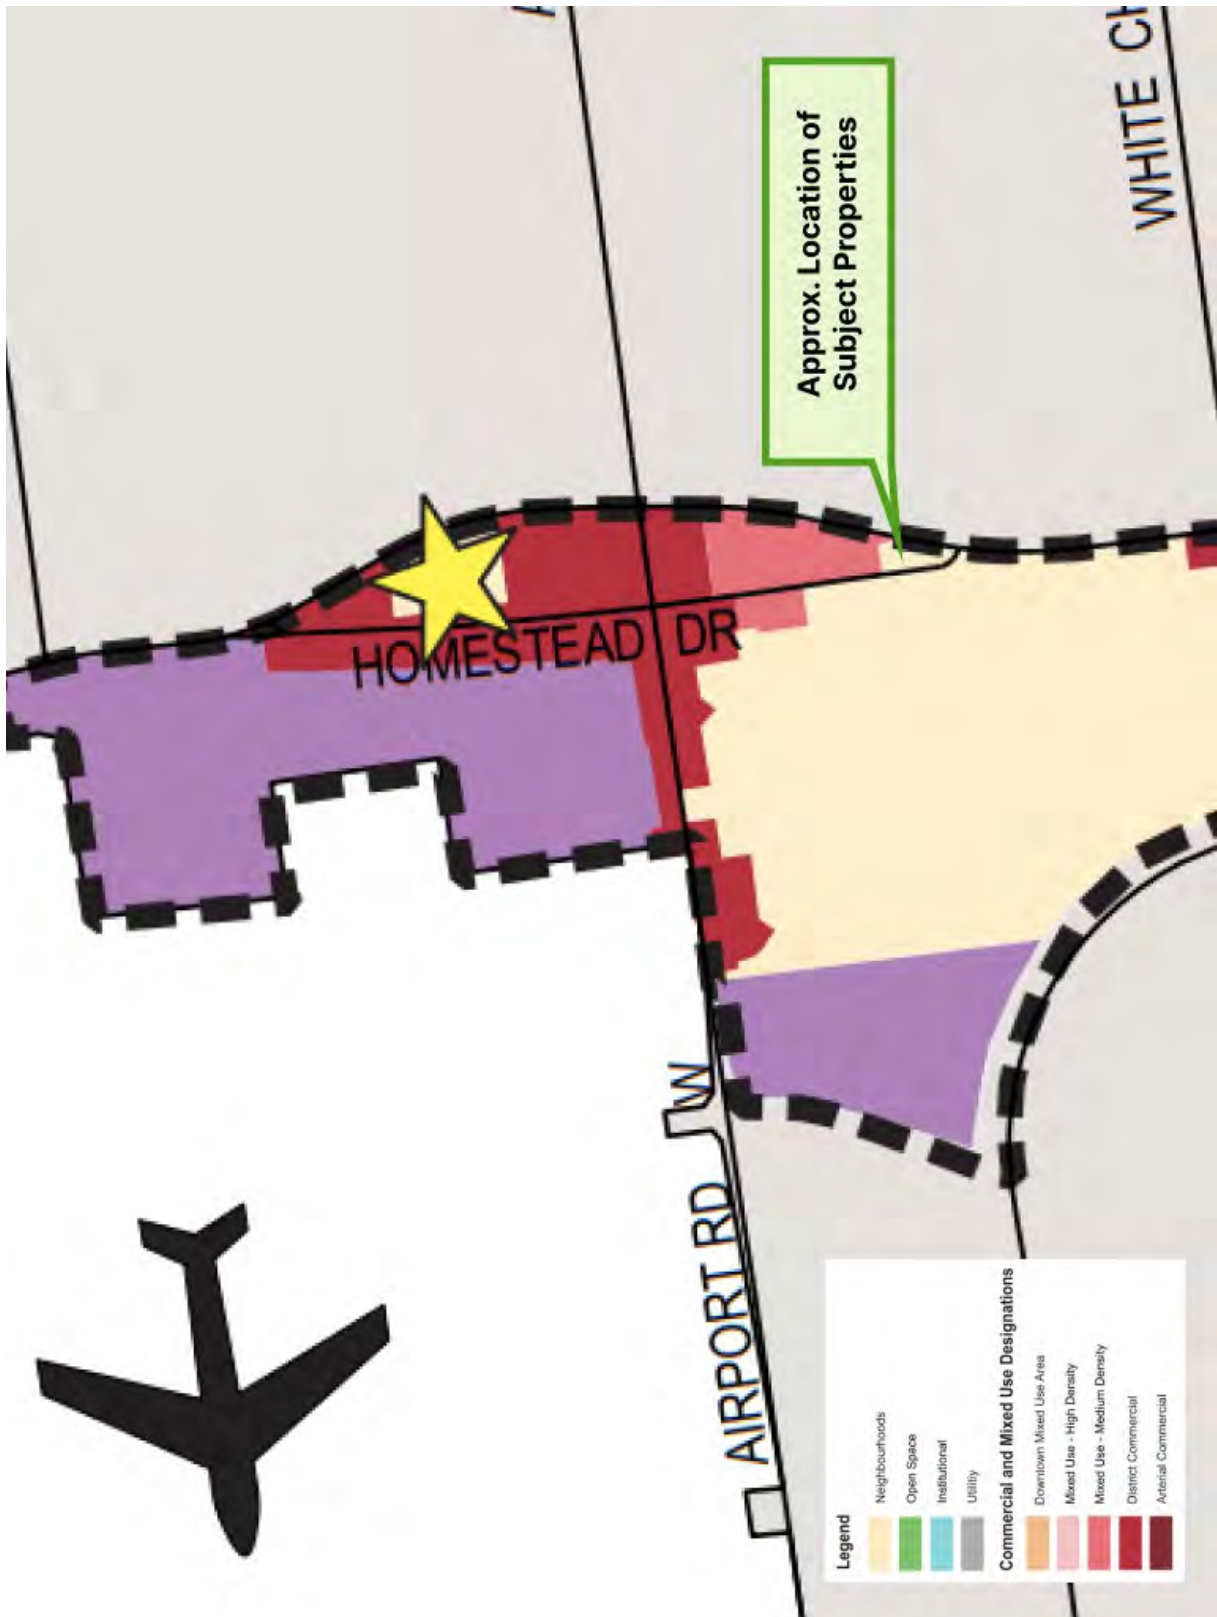 WHITE CH
Approx. Location of
Subject Properties
HOMESTEAD DR
AIRPORT RD W
Legend
Neighbourhoods
Open Space
Institutional
Utility
Commercial and Mixed Use Designations
Downtown Mixed Use Area
Mixed Use - High Density
Mixed Use - Medium Density
District Commercial
Arterial Commercial